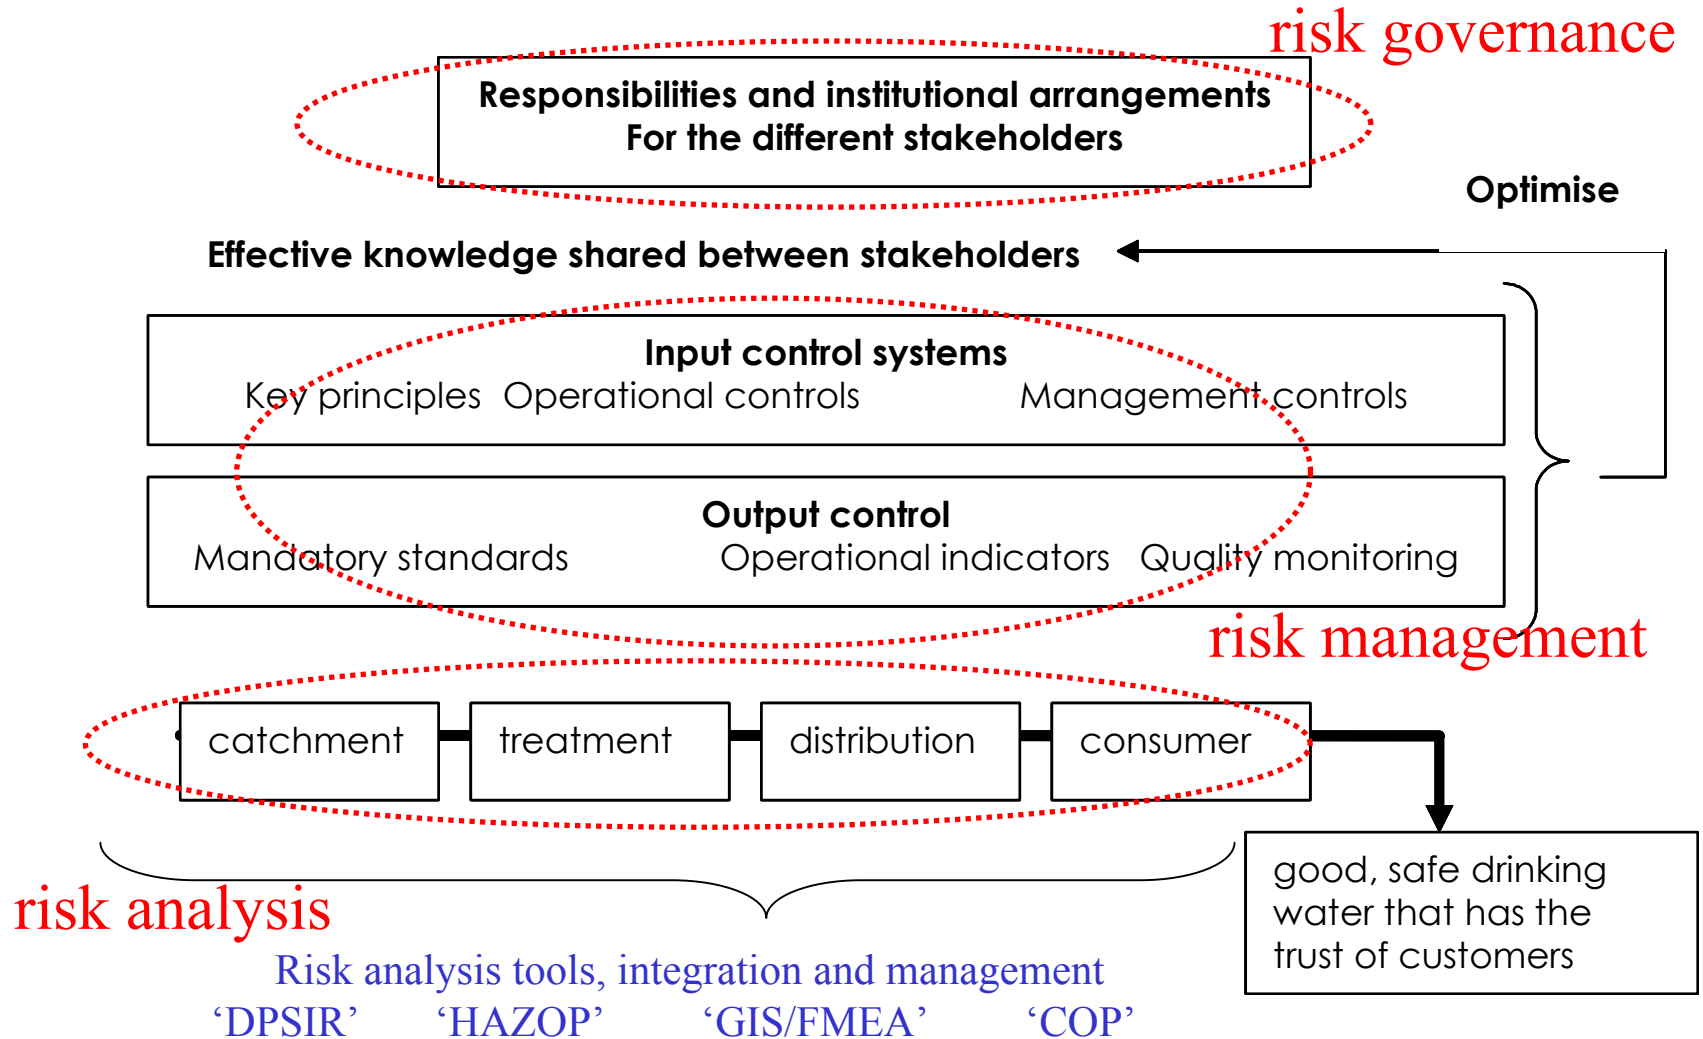 risk governance
Responsibilities and institutional arrangements
For the different stakeholders
Optimise
Effective knowledge shared between stakeholders
Input control systems
Key principles Operational controls Management controls
Output control
Mandatory standards Operational indicators Quality monitoring
risk management
catchment treatment distribution consumer
good, safe drinking
water that has the
trust of customers
risk analysis
Risk analysis tools, integration and management
‘DPSIR’ ‘HAZOP’ ‘GIS/FMEA’ ‘COP’